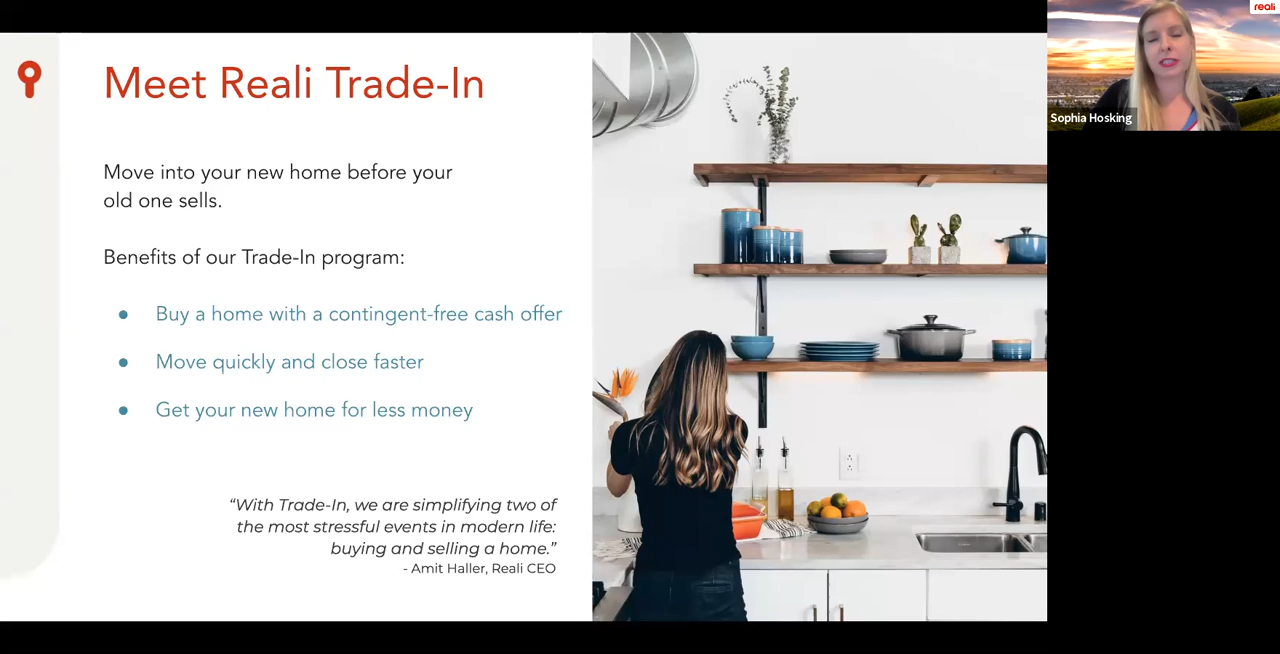 Meet Reali Trade-In
Move into your new home before your
old one sells.
Benefits of our Trade-In program:
● Buy a home with a contingent-free cash offer
● Move quickly and close faster
● Get your new home for less money
“With Trade-In, we are simplifying two of
the most stressful events in modern life:
buying and selling a home.”
- Amit Haller, Reali CEO
reali
Sophia Hosking